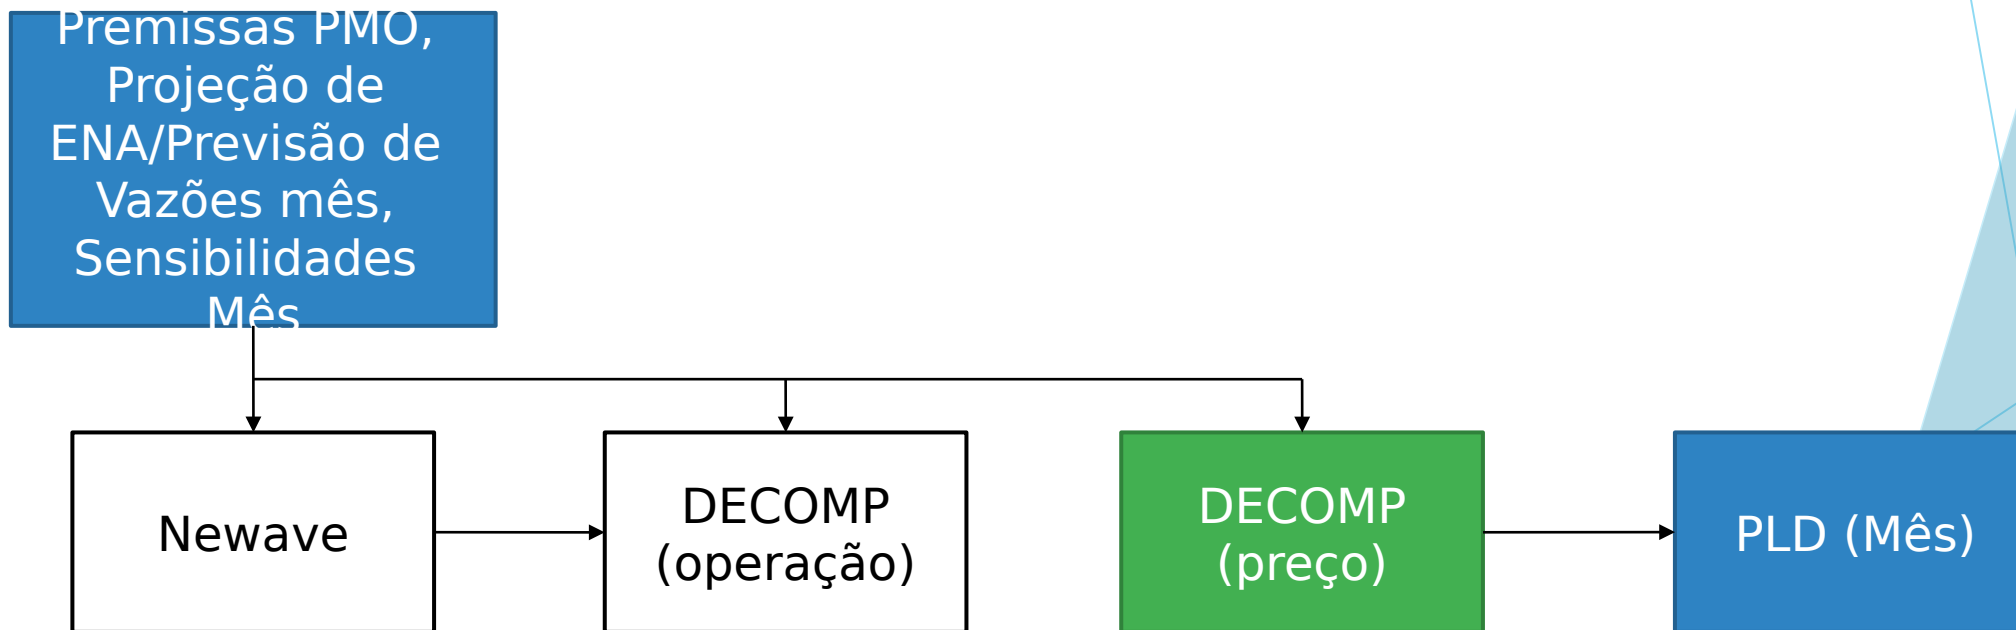 Premissas PMO,
Projeção de
ENA/Previsão de
Vazões mês,
Sensibilidades
Mês
Newave
DECOMP
(operação)
DECOMP
(preço)
PLD (Mês)